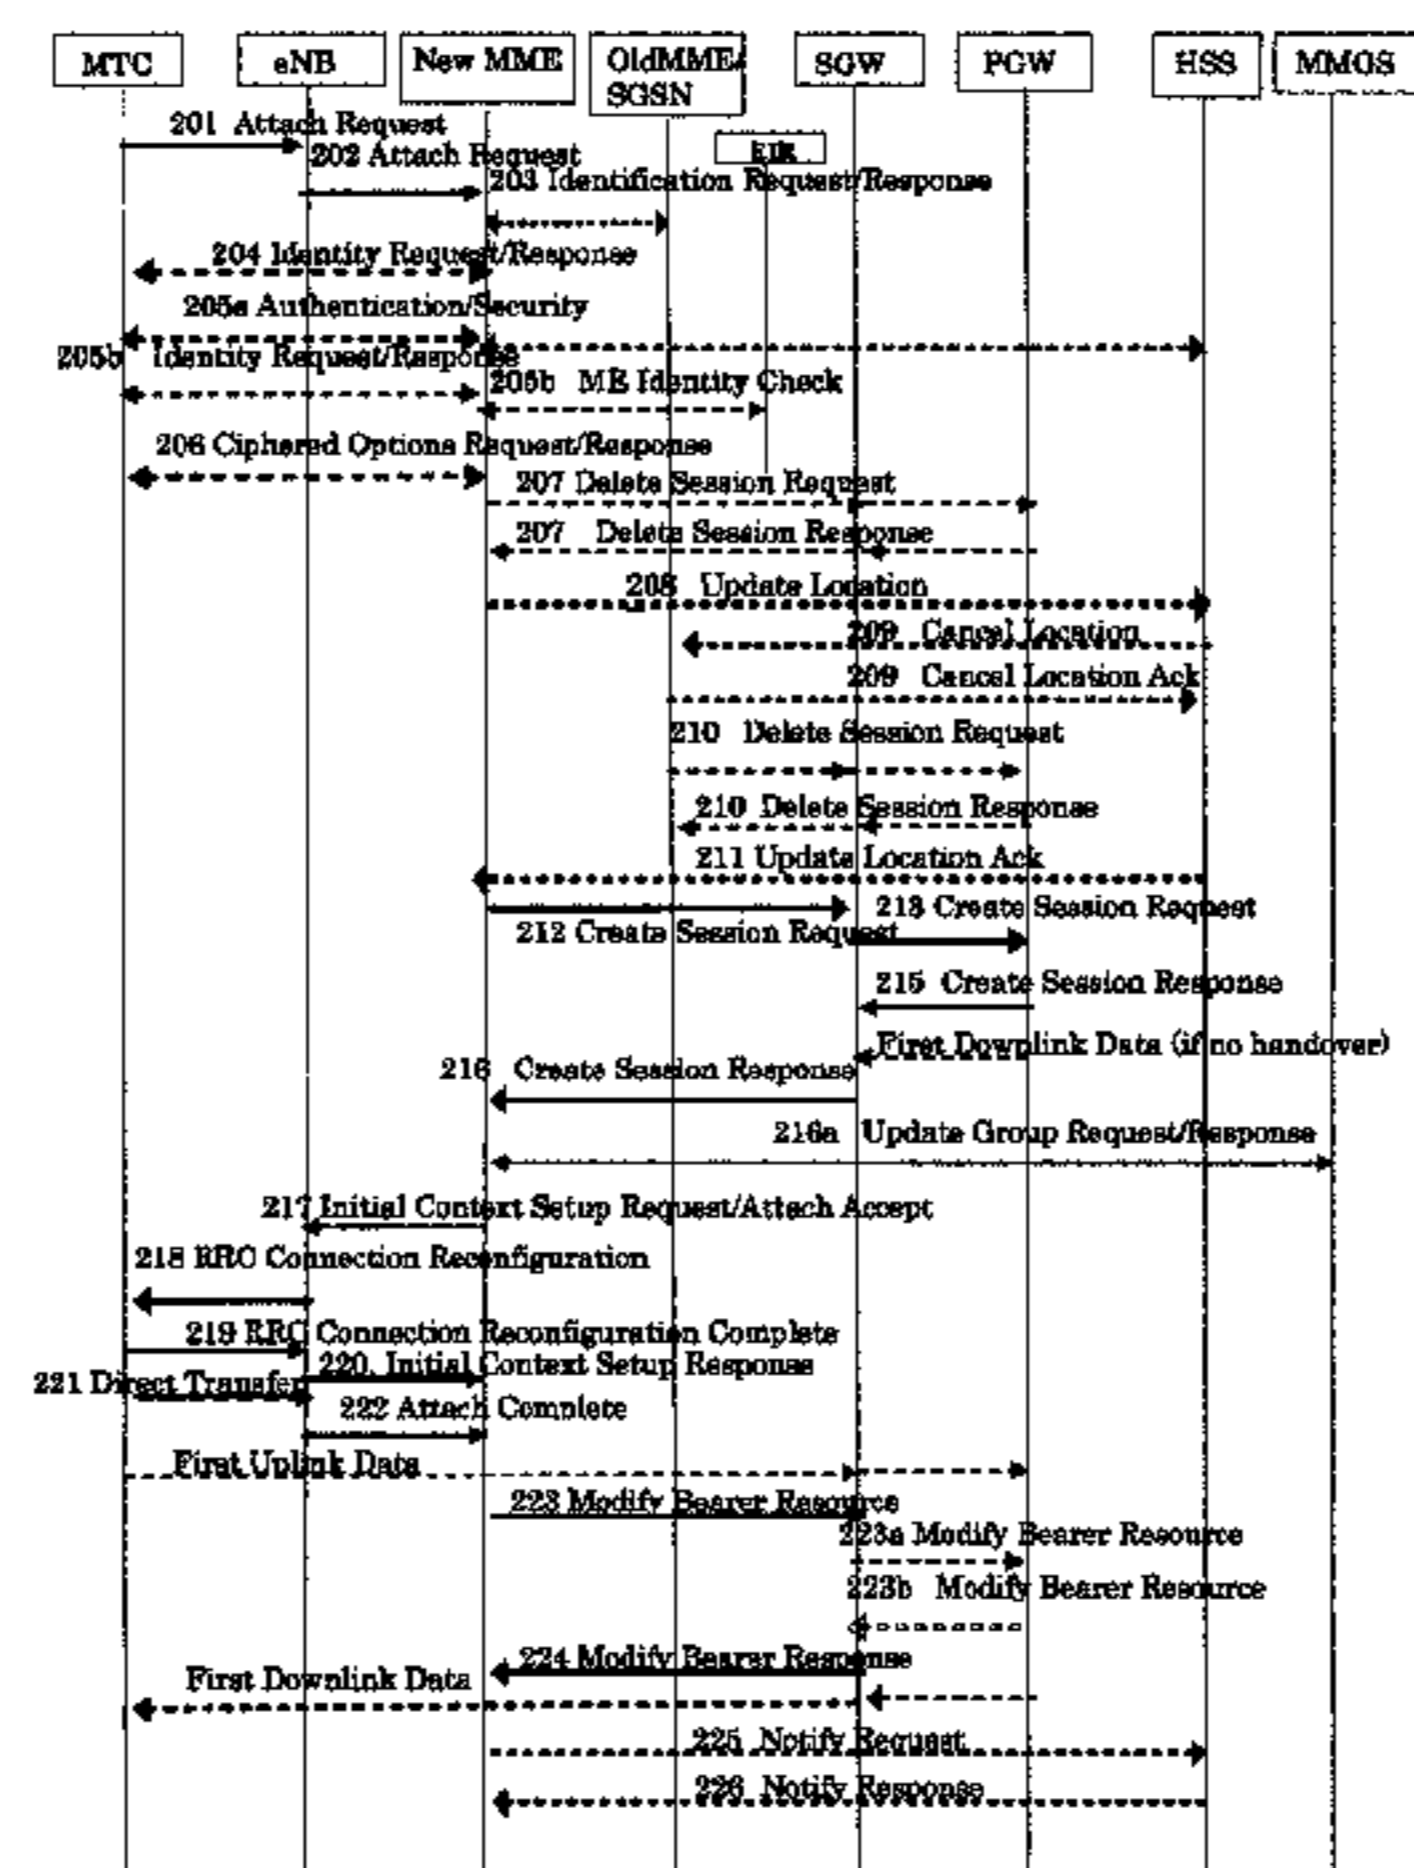 MTC
eNB
New MME
OldMME/
SGSN
SGW
PGW
HSS
MMGS
EIR
201 Attach Request
202 Attach Request
203 Identification Request/Response
204 Identity Request/Response
205a Authentication/Security
205b Identity Request/Response
205b ME Identity Check
206 Ciphered Options Request/Response
207 Delete Session Request
207 Delete Session Response
208 Update Location
209 Cancel Location
209 Cancel Location Ack
210 Delete Session Request
210 Delete Session Response
211 Update Location Ack
213 Create Session Request
212 Create Session Request
215 Create Session Response
First Downlink Data (if no handover)
216 Create Session Response
216a Update Group Request/Response
217 Initial Context Setup Request/Attach Accept
218 RRC Connection Reconfiguration
219 RRC Connection Reconfiguration Complete
220. Initial Context Setup Response
221 Direct Transfer
222 Attach Complete
First Uplink Data
223 Modify Bearer Resource
223a Modify Bearer Resource
223b Modify Bearer Resource
224 Modify Bearer Response
First Downlink Data
225 Notify Request
226 Notify Response